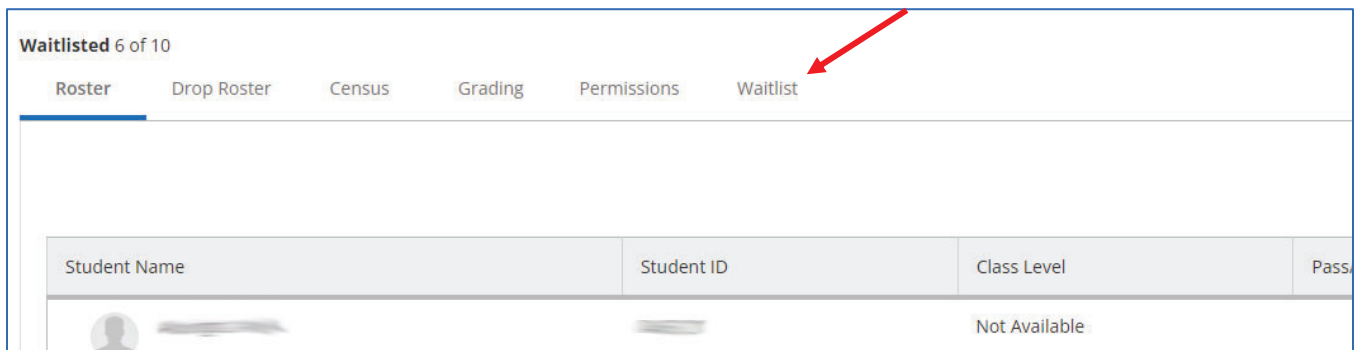 Waitlisted 6 of 10
Roster Drop Roster Census Grading Permissions Waitlist
Student Name Student ID Class Level Pass/
Not Available